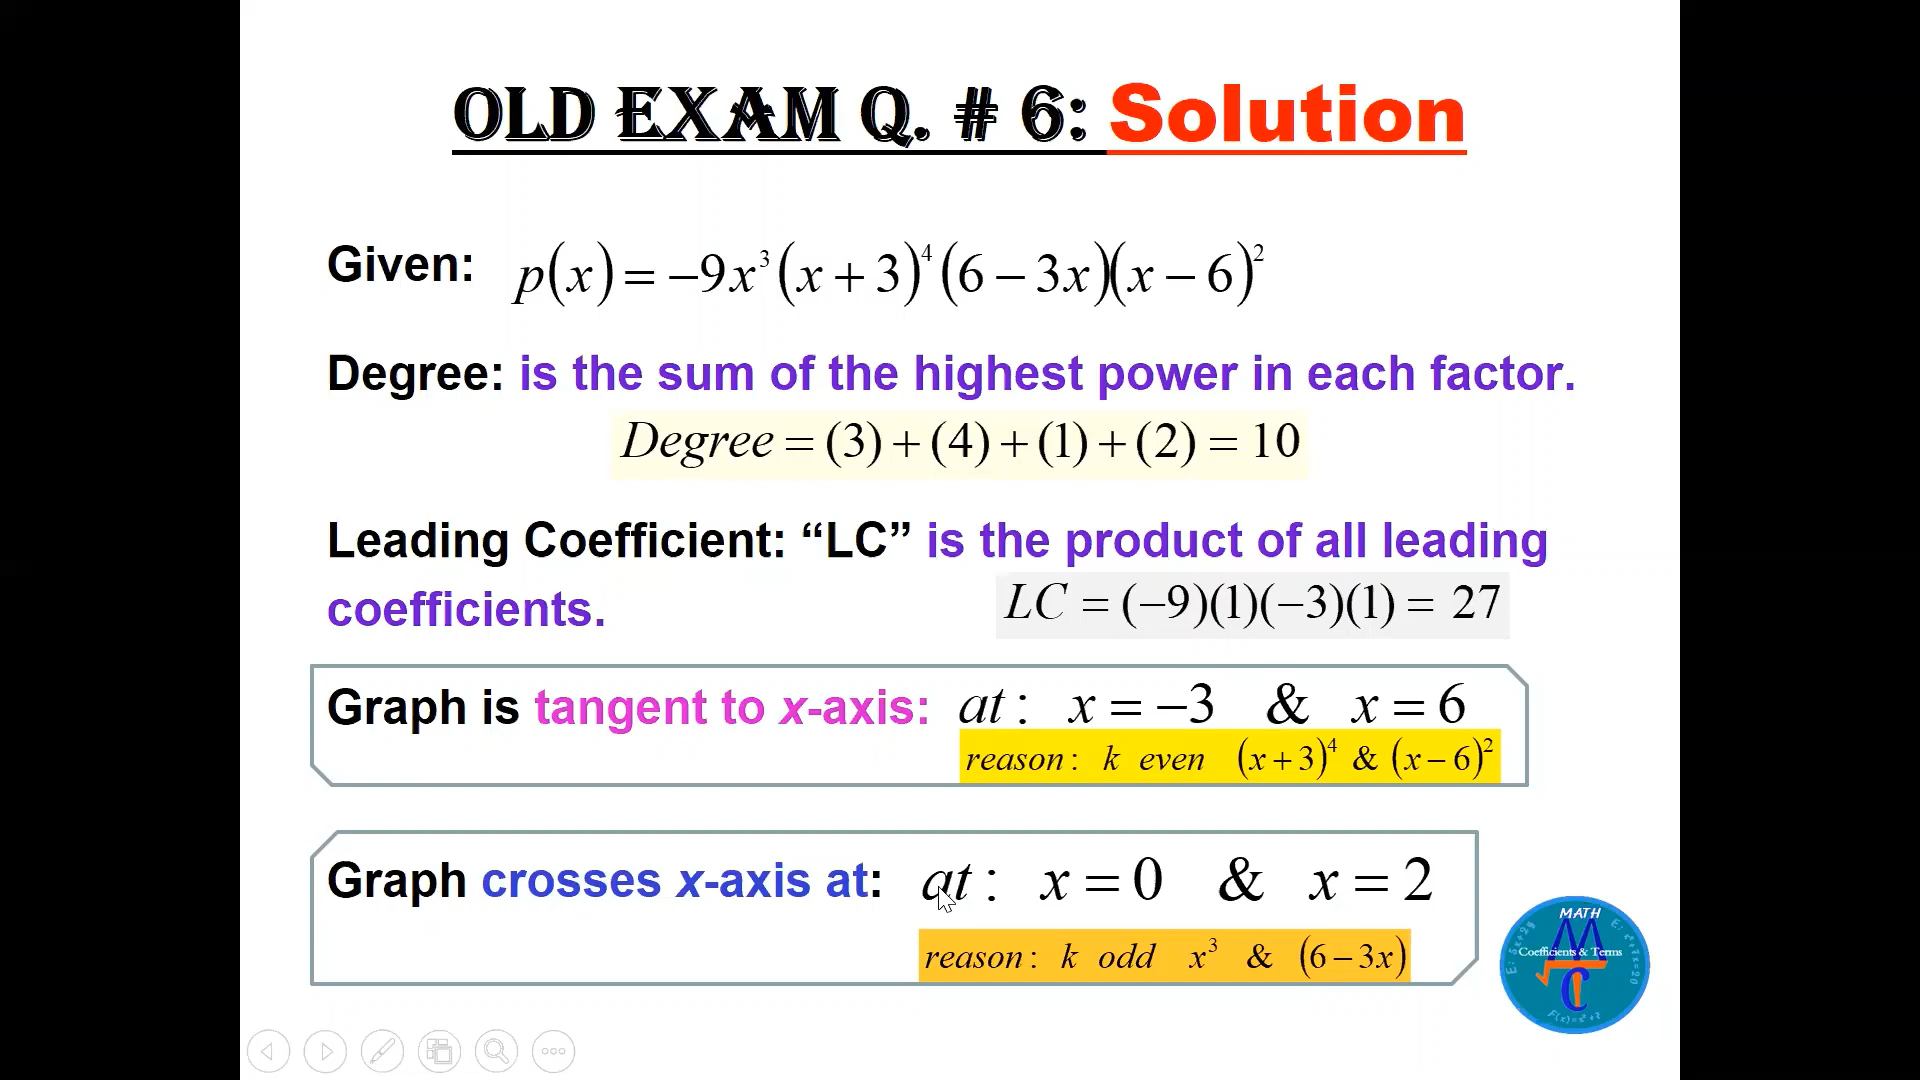 OLD EXAM Q. # 6: Solution
Given: p(x) = −9x³(x + 3)⁴(6 − 3x)(x − 6)²
Degree: is the sum of the highest power in each factor.
Degree = (3) + (4) + (1) + (2) = 10
Leading Coefficient: “LC” is the product of all leading
coefficients. LC = (−9)(1)(−3)(1) = 27
Graph is tangent to x-axis: at : x = −3 & x = 6
reason : k even (x + 3)⁴ & (x − 6)²
Graph crosses x-axis at: at : x = 0 & x = 2
reason : k odd x³ & (6 − 3x)
MATH
Coefficients & Terms